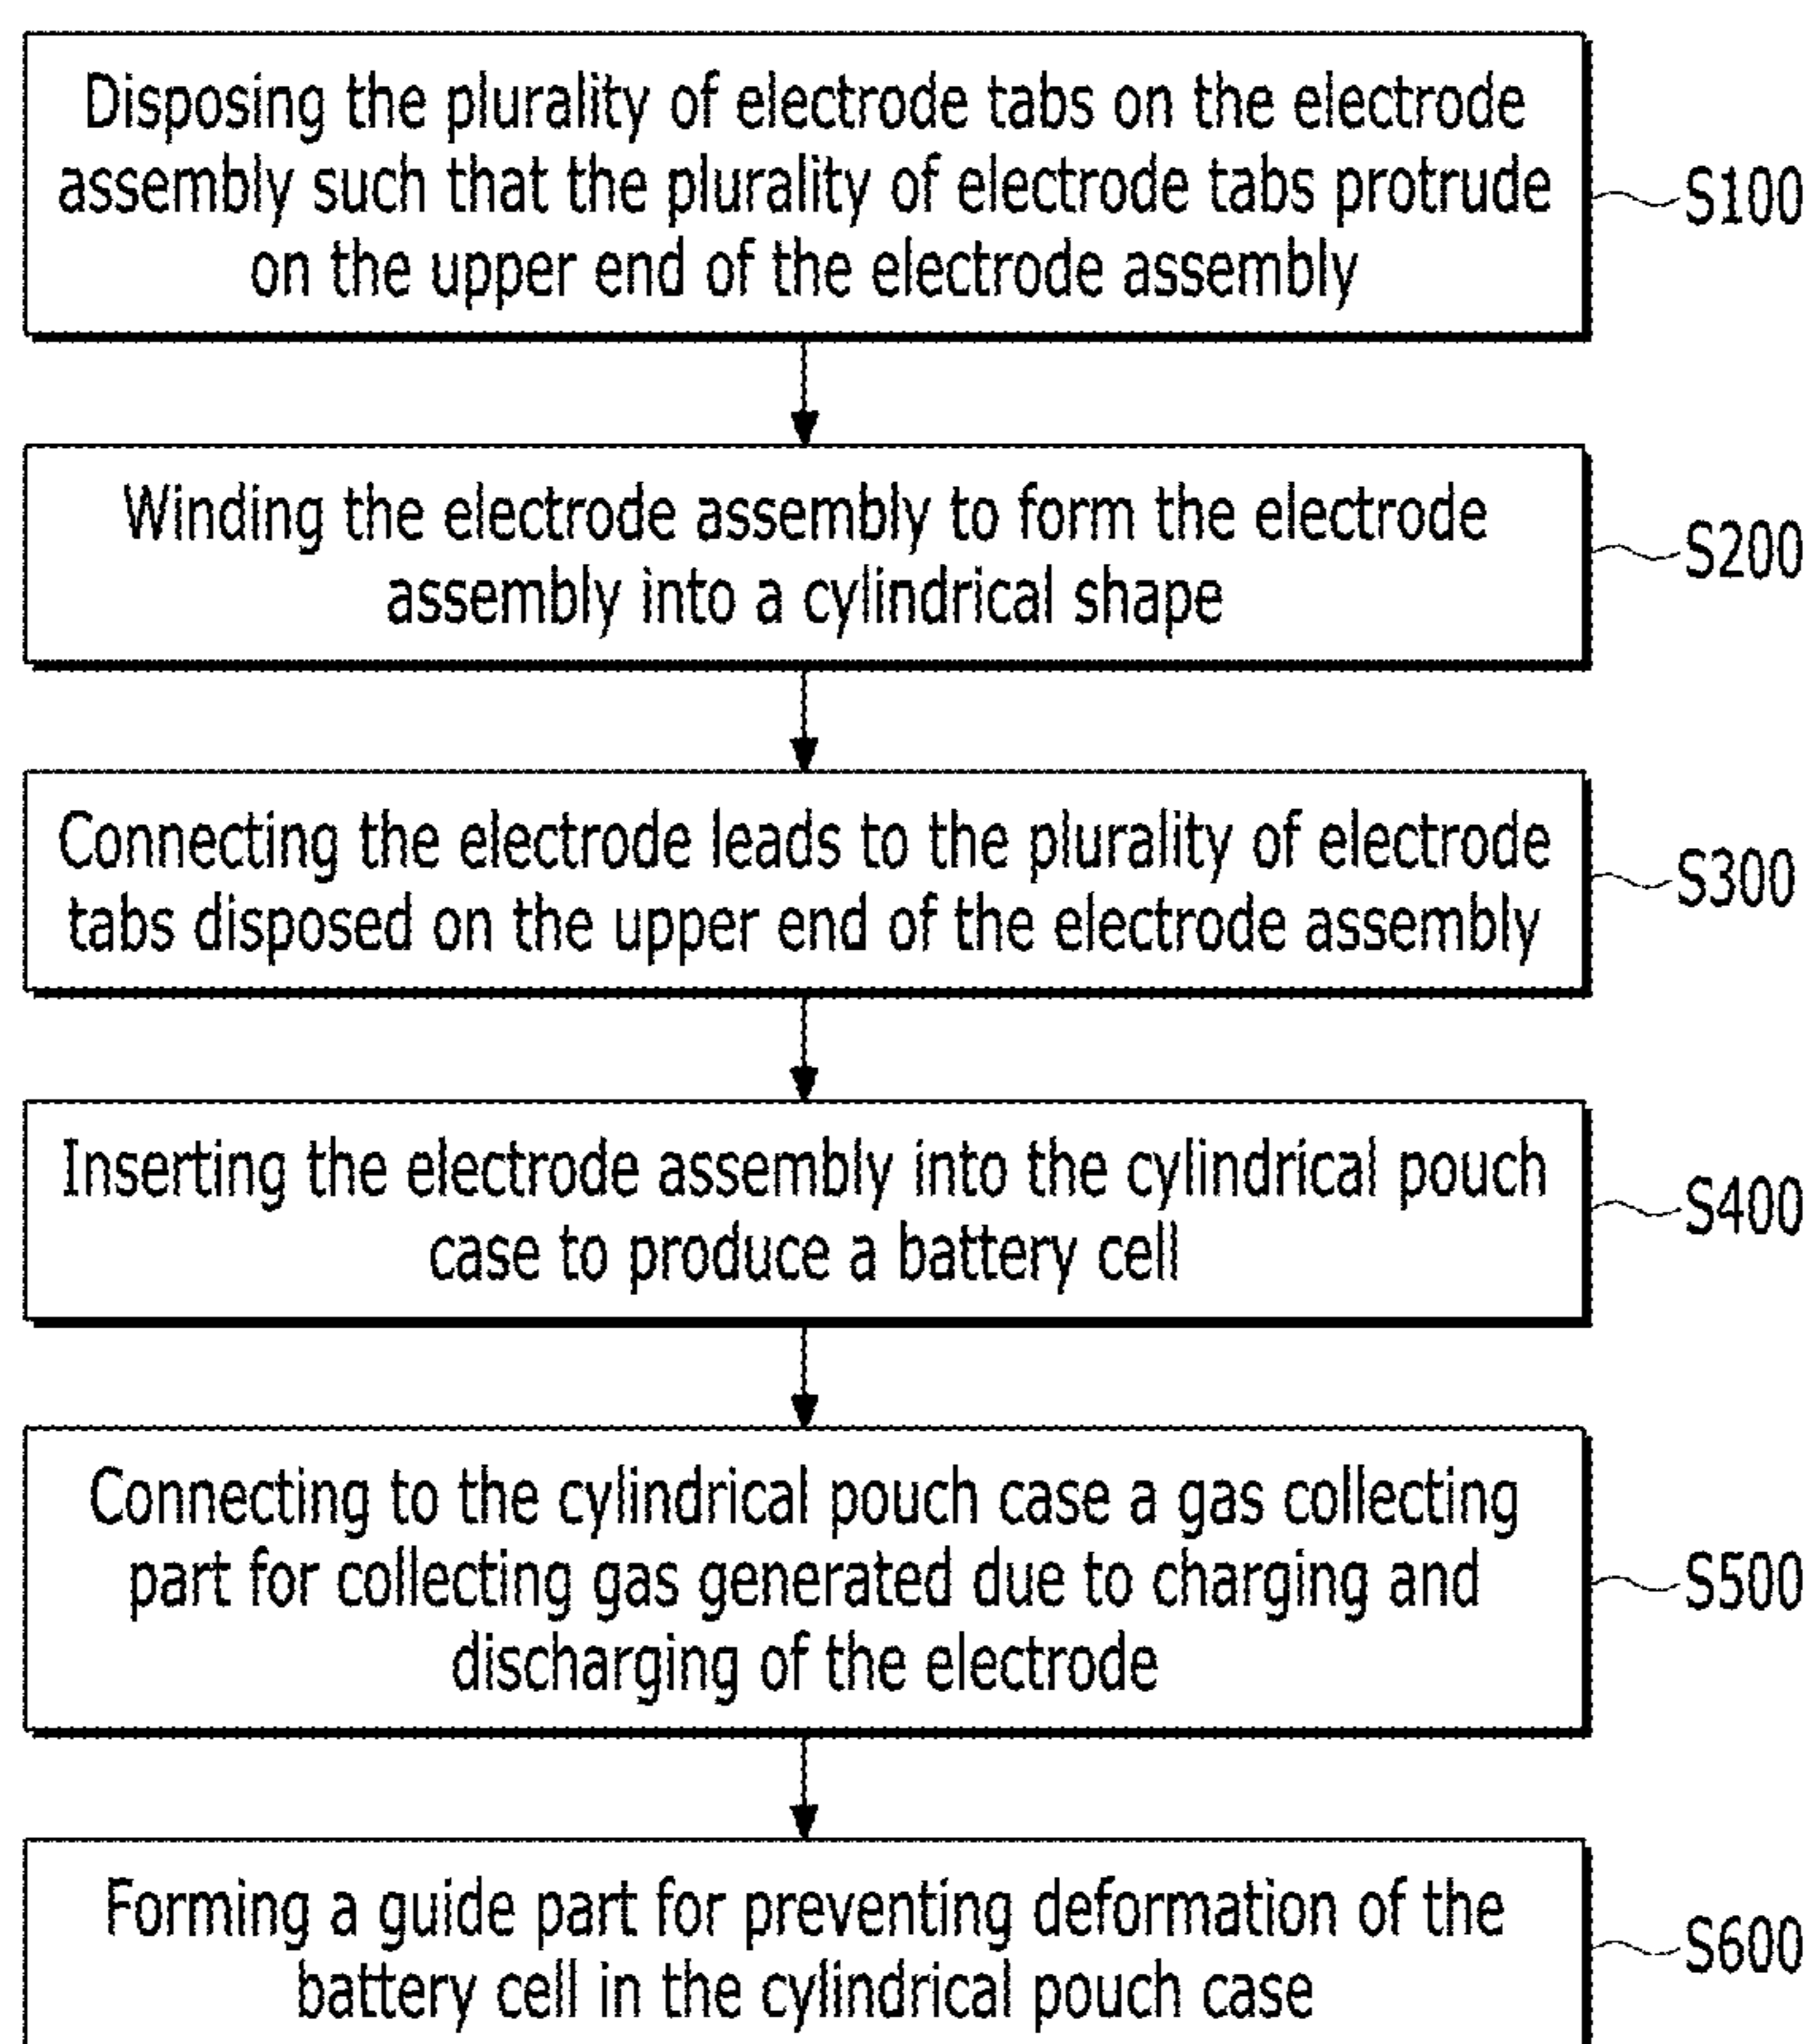 Disposing the plurality of electrode tabs on the electrode
assembly such that the plurality of electrode tabs protrude
on the upper end of the electrode assembly
S100
Winding the electrode assembly to form the electrode
assembly into a cylindrical shape
S200
Connecting the electrode leads to the plurality of electrode
tabs disposed on the upper end of the electrode assembly
S300
Inserting the electrode assembly into the cylindrical pouch
case to produce a battery cell
S400
Connecting to the cylindrical pouch case a gas collecting
part for collecting gas generated due to charging and
discharging of the electrode
S500
Forming a guide part for preventing deformation of the
battery cell in the cylindrical pouch case
S600